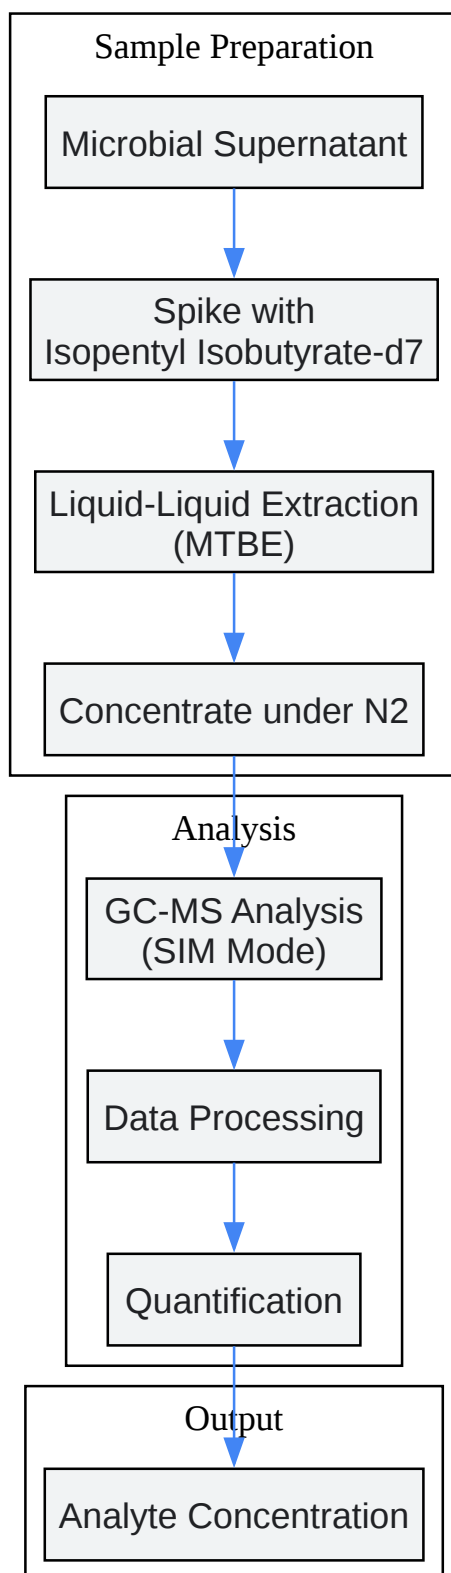 Sample Preparation
Microbial Supernatant
Spike with
Isopentyl Isobutyrate-d7
Liquid-Liquid Extraction
(MTBE)
Concentrate under N2
Analysis
GC-MS Analysis
(SIM Mode)
Data Processing
Quantification
Output
Analyte Concentration